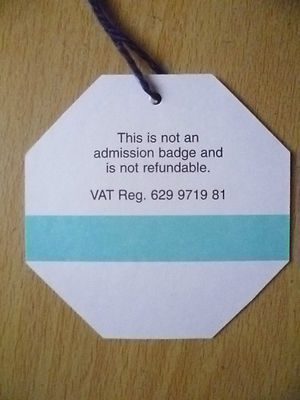 This is not an
admission badge and
is not refundable.
VAT Reg. 629 9719 81